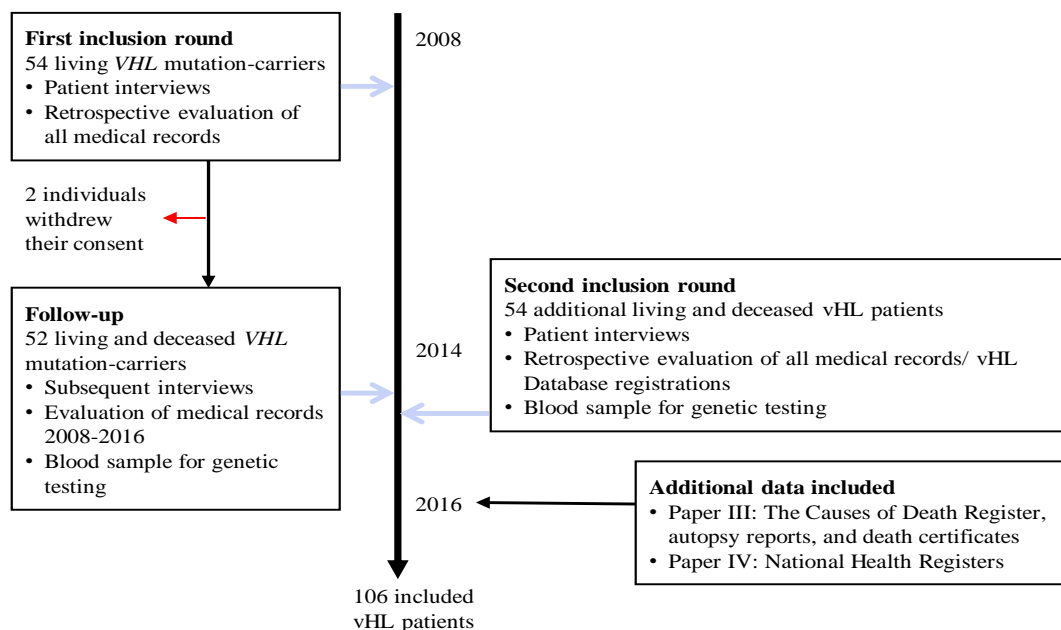 First inclusion round
54 living VHL mutation-carriers
• Patient interviews
• Retrospective evaluation of
all medical records
2008
2 individuals
withdrew
their consent
Follow-up
52 living and deceased VHL
mutation-carriers
• Subsequent interviews
• Evaluation of medical records
2008-2016
• Blood sample for genetic
testing
Second inclusion round
54 additional living and deceased vHL patients
• Patient interviews
• Retrospective evaluation of all medical records/ vHL
Database registrations
• Blood sample for genetic testing
2014
2016
Additional data included
• Paper III: The Causes of Death Register,
autopsy reports, and death certificates
• Paper IV: National Health Registers
106 included
vHL patients